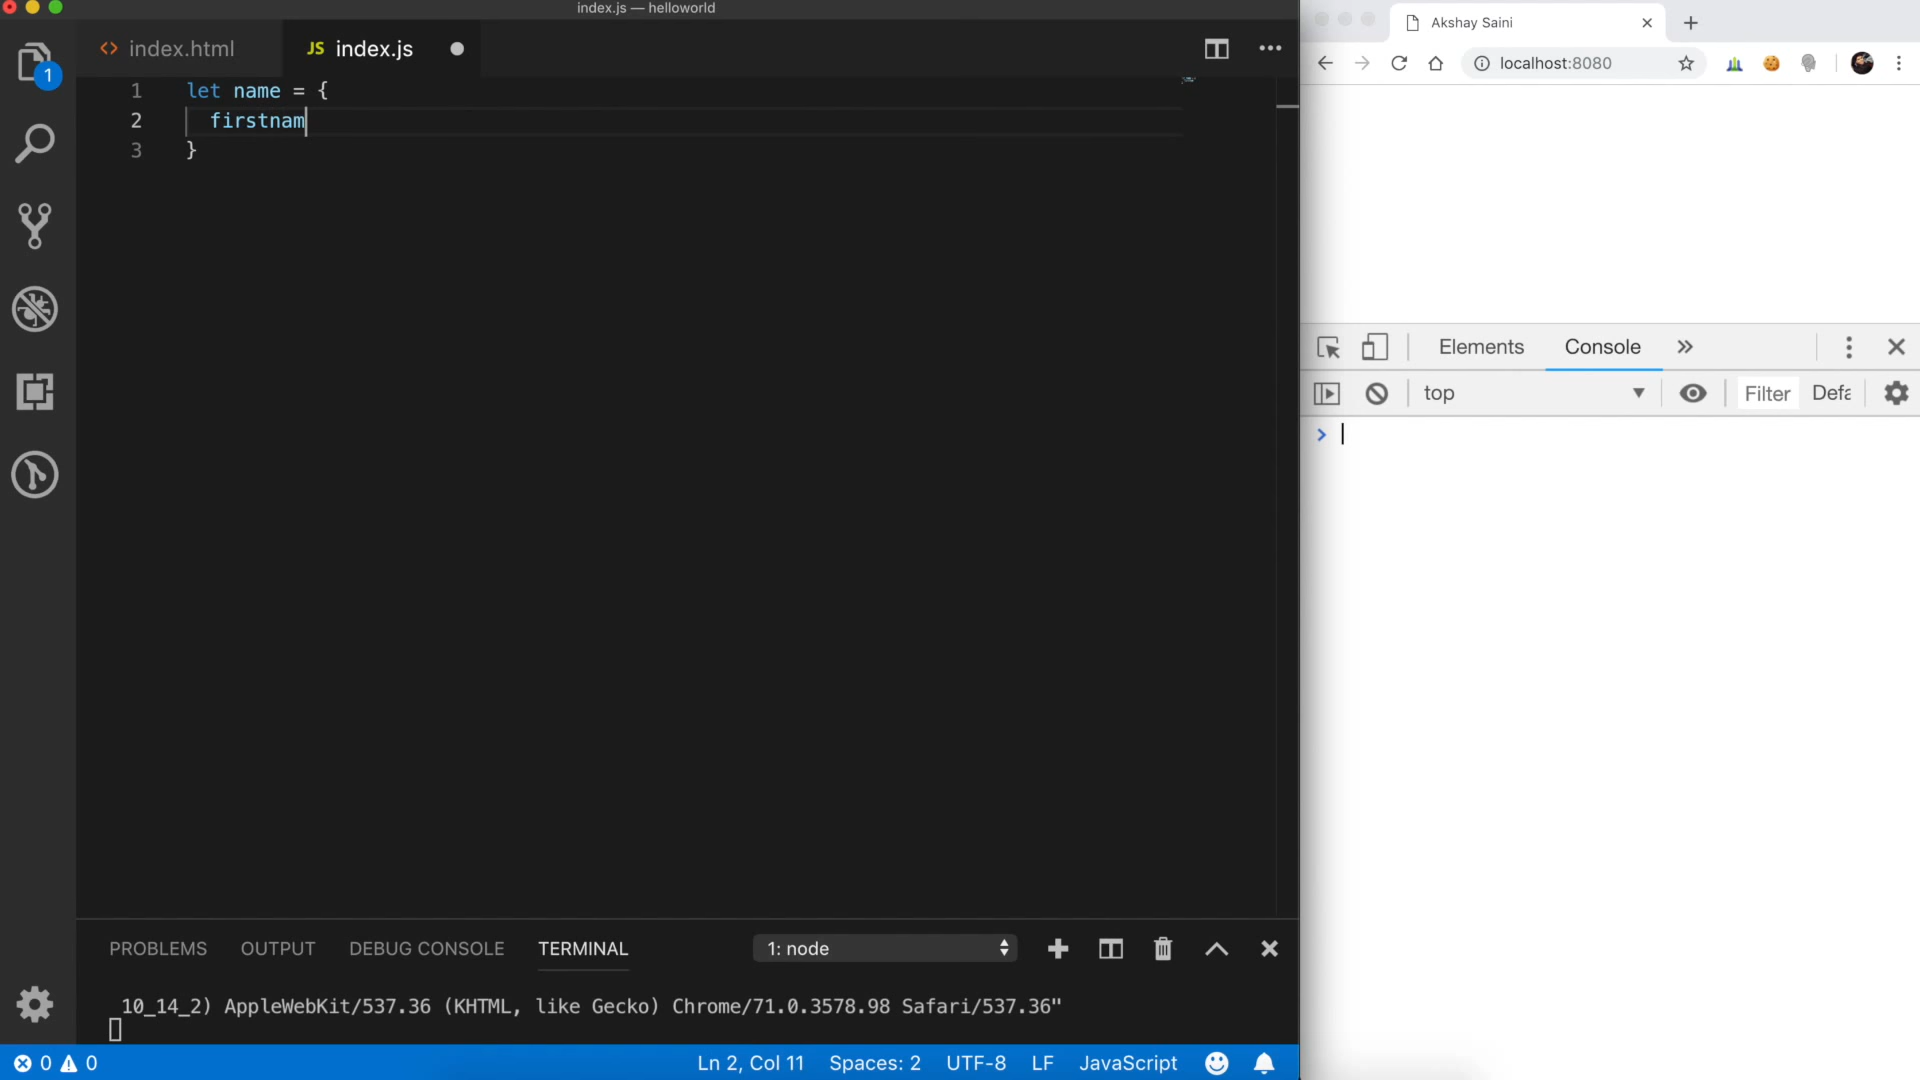 index.js — helloworld
index.html
JS index.js
1
1 let name = {
2 firstnam
3 }
PROBLEMS OUTPUT DEBUG CONSOLE TERMINAL 1: node
10_14_2) AppleWebKit/537.36 (KHTML, like Gecko) Chrome/71.0.3578.98 Safari/537.36"
0 0 Ln 2, Col 11 Spaces: 2 UTF-8 LF JavaScript
Akshay Saini
localhost:8080
Elements Console
top Filter Defa